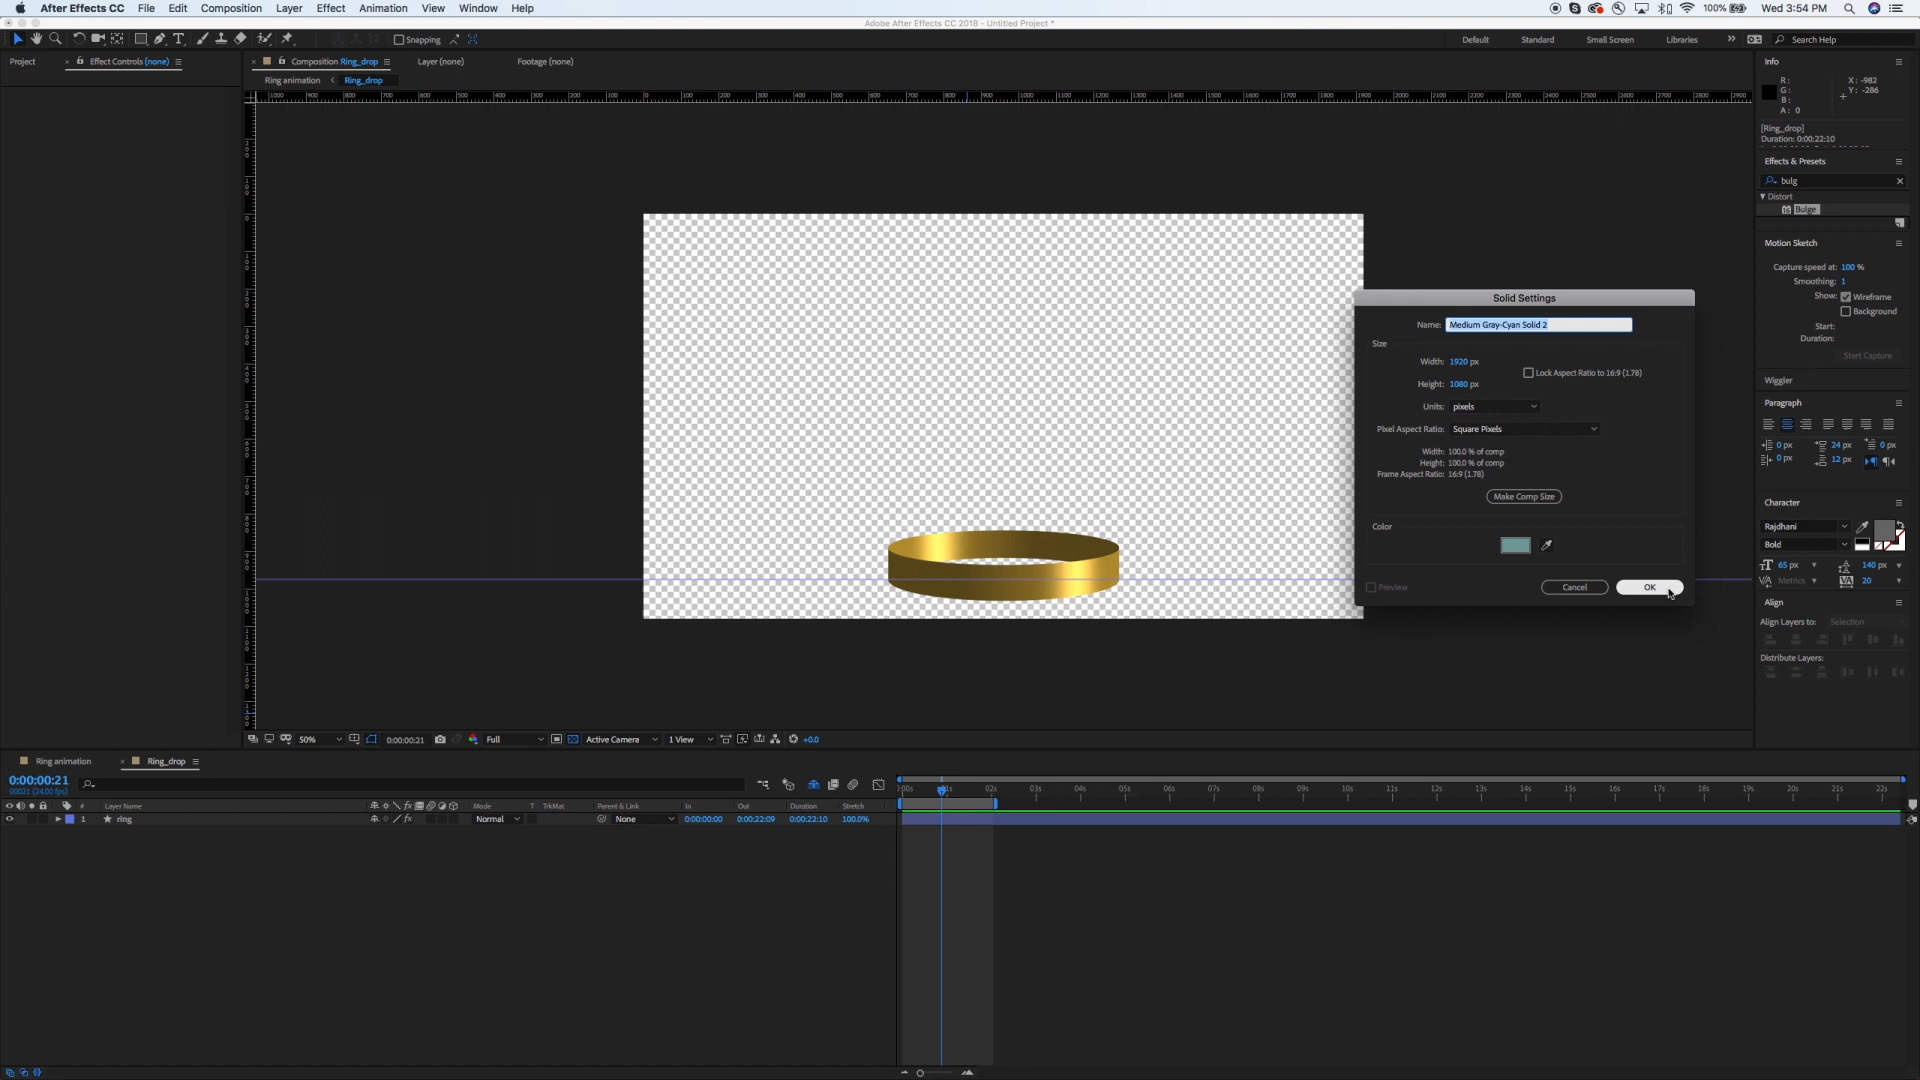 After Effects CC File Edit Composition Layer Effect Animation View Window Help 100% Wed 3:54 PM
Adobe After Effects CC 2018 - Untitled Project *
Snapping Default Standard Small Screen Libraries Search Help
Project Effect Controls (none) Composition Ring_drop Layer (none) Footage (none)
Ring animation Ring_drop
Info
R: G: B: A: 0
X: -982
Y: -286
[Ring_drop]
Duration: 0:00:22:10
Effects & Presets
bulg
Distort
Bulge
Motion Sketch
Capture speed at: 100 %
Smoothing: 1
Show: Wireframe
Background
Start:
Duration:
Start Capture
Wiggler
Paragraph
0 px 24 px 0 px
0 px 12 px
Character
Rajdhani
Bold
65 px 140 px
Metrics 20
Align
Align Layers to: Selection
Distribute Layers:
Solid Settings
Name: Medium Gray-Cyan Solid 2
Size
Width: 1920 px
Lock Aspect Ratio to 16:9 (1.78)
Height: 1080 px
Units: pixels
Pixel Aspect Ratio: Square Pixels
Width: 100.0 % of comp
Height: 100.0 % of comp
Frame Aspect Ratio: 16:9 (1.78)
Make Comp Size
Color
Preview Cancel OK
50% 0:00:00:21 Full Active Camera 1 View +0.0
Ring animation Ring_drop
0:00:00:21
00021 (24.00 fps)
:00s 02s 03s 04s 05s 06s 07s 08s 09s 10s 11s 12s 13s 14s 15s 16s 17s 18s 19s 20s 21s 22s
# Layer Name Mode T TrkMat Parent & Link In Out Duration Stretch
1 ring Normal None 0:00:00:00 0:00:22:09 0:00:22:10 100.0%